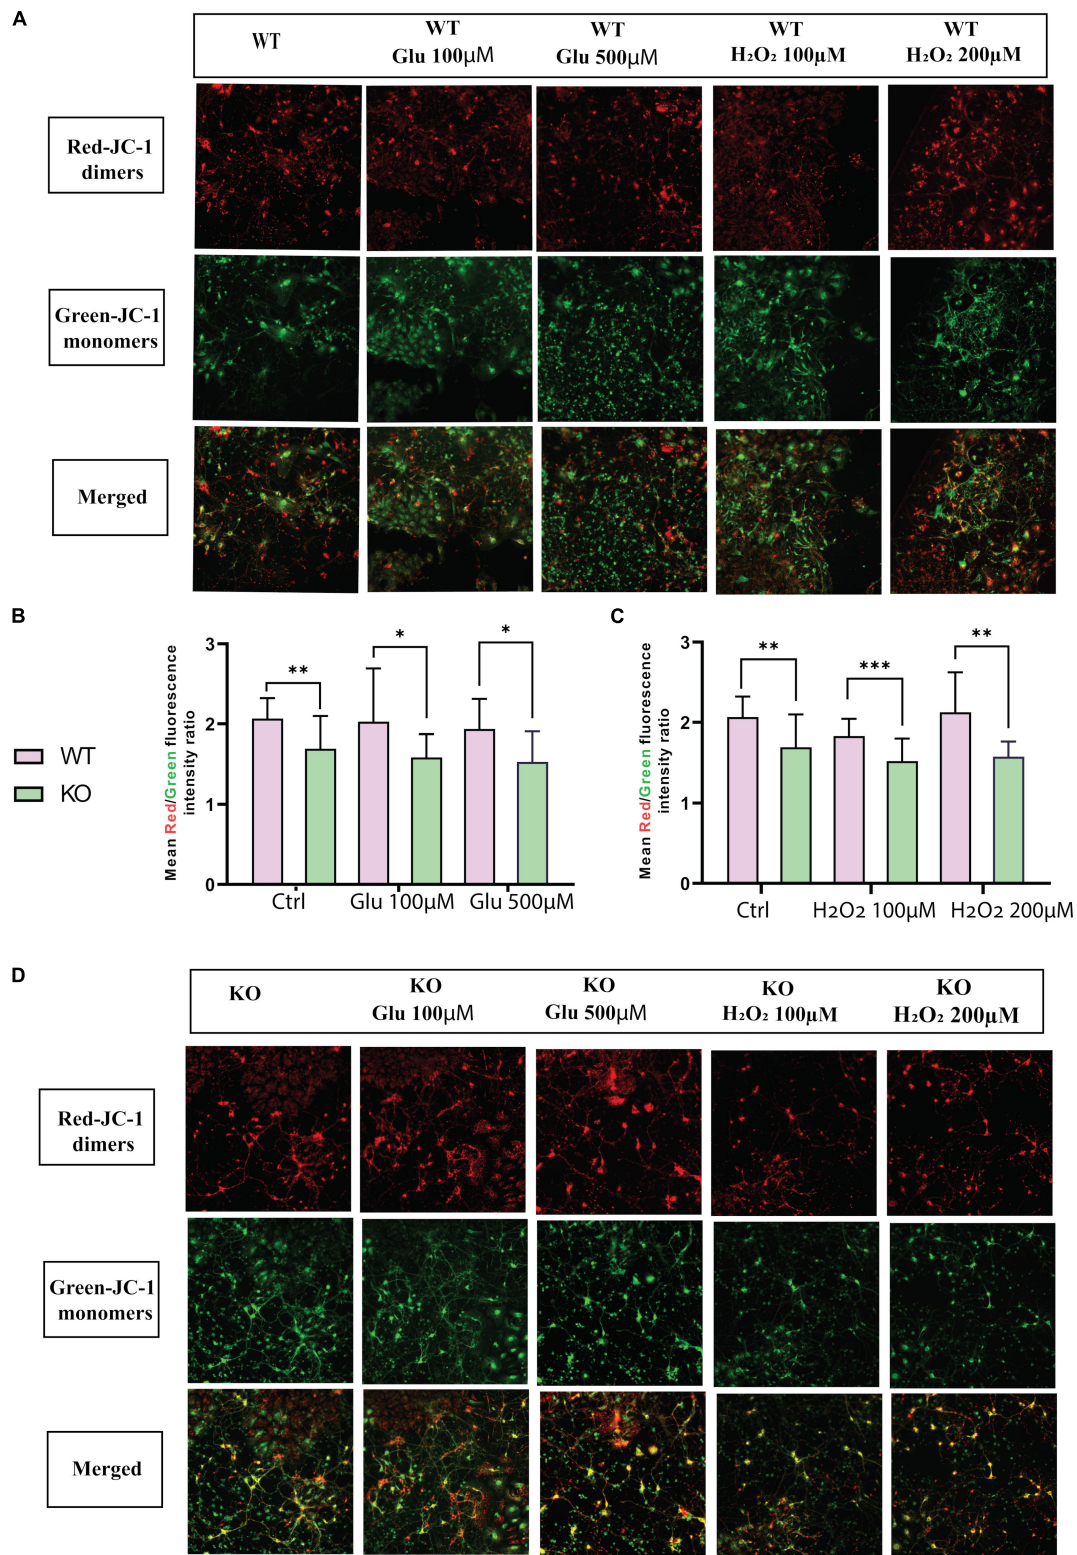 A
WT
WT
Glu 100µM
WT
Glu 500µM
WT
H₂O₂ 100µM
WT
H₂O₂ 200µM
Red-JC-1
dimers
Green-JC-1
monomers
Merged
B
Mean Red/Green fluorescence
intensity ratio
3
2
1
0
**
*
*
Ctrl
Glu 100µM
Glu 500µM
WT
KO
C
Mean Red/Green fluorescence
intensity ratio
3
2
1
0
**
***
**
Ctrl
H2O2 100µM
H2O2 200µM
D
KO
KO
Glu 100µM
KO
Glu 500µM
KO
H₂O₂ 100µM
KO
H₂O₂ 200µM
Red-JC-1
dimers
Green-JC-1
monomers
Merged